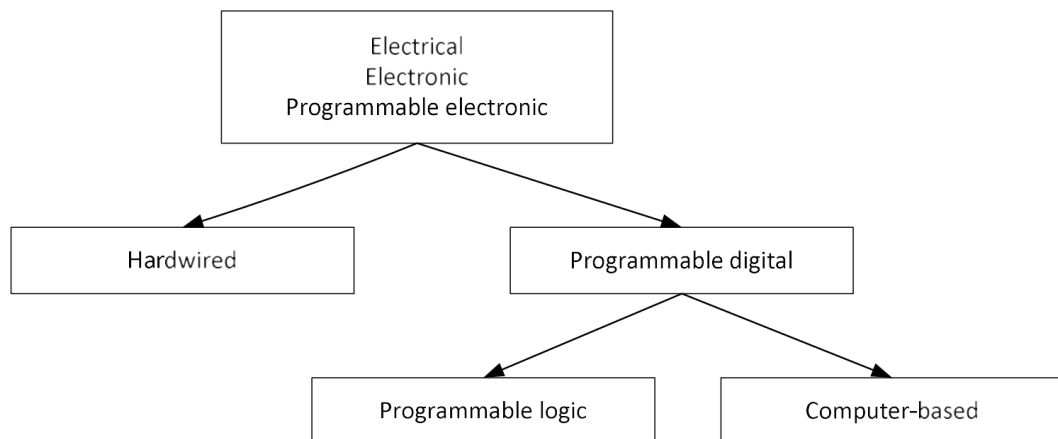 Electrical
Electronic
Programmable electronic
Hardwired
Programmable digital
Programmable logic
Computer-based